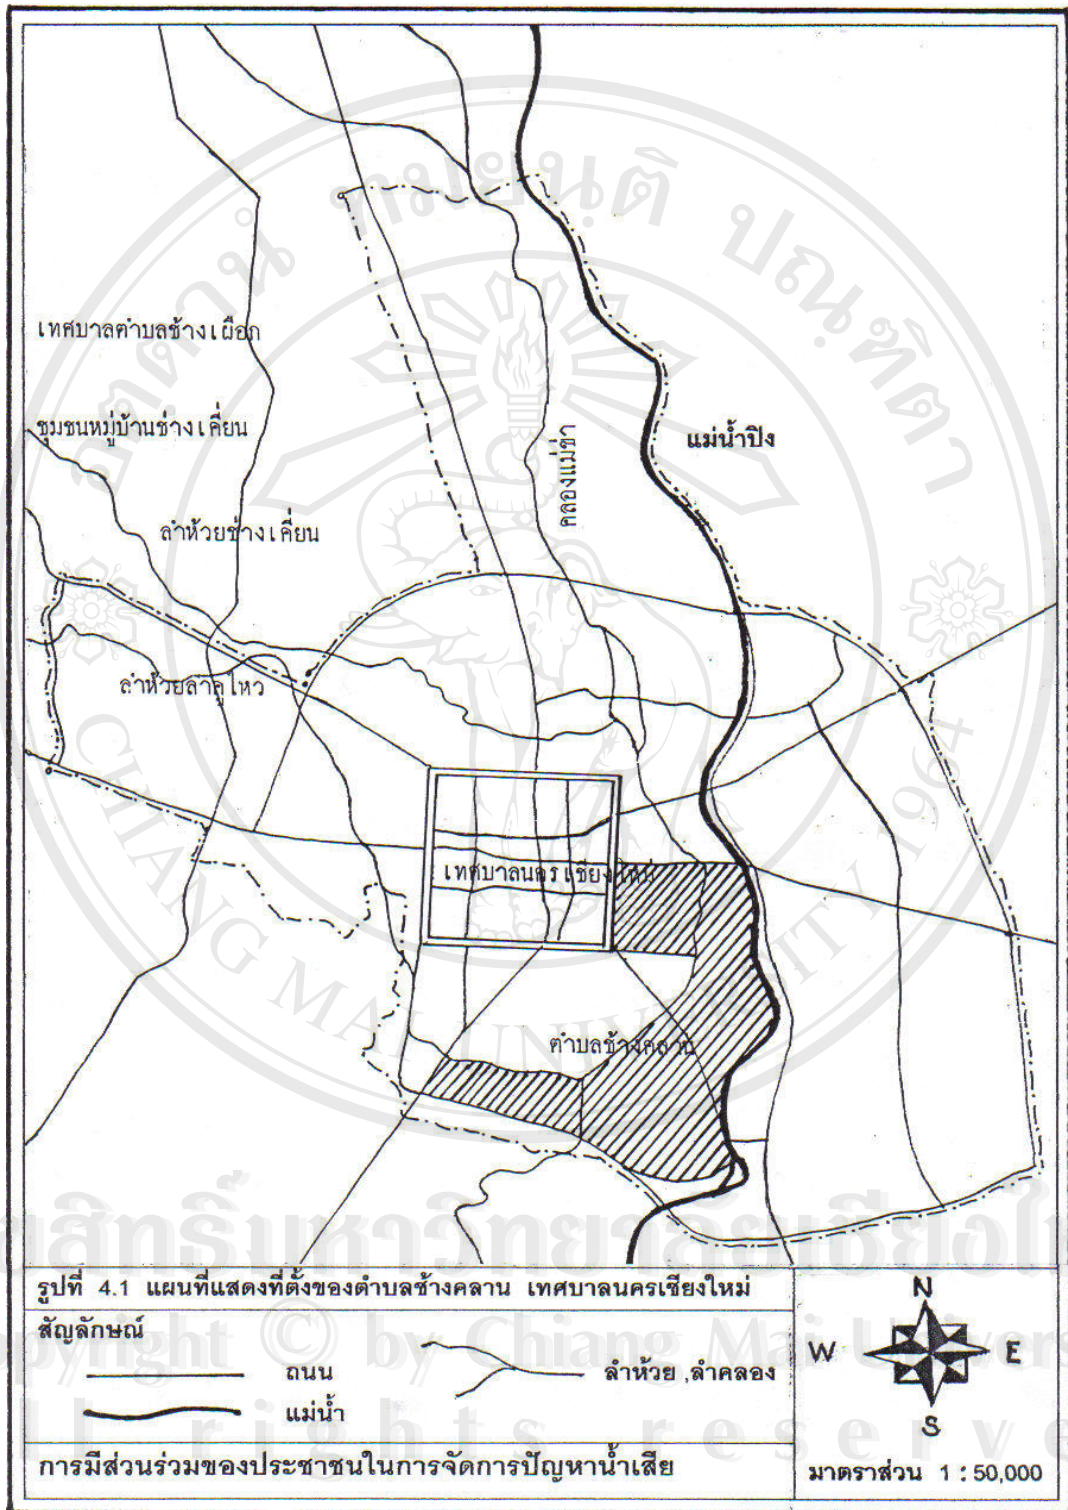 เทศบาลตำบลช้างเผือก
ชุมชนหมู่บ้านช่างเคี่ยน
ลำห้วยช่างเคี่ยน
คลองแม่ข่า
แม่น้ำปิง
ลำห้วยลำคูไหว
เทศบาลนครเชียงใหม่
ตำบลช้างคลาน
CHIANG MAI UNIVERSITY 1964
รูปที่ 4.1 แผนที่แสดงที่ตั้งของตำบลช้างคลาน เทศบาลนครเชียงใหม่
สัญลักษณ์
ถนน
ลำห้วย ,ลำคลอง
แม่น้ำ
การมีส่วนร่วมของประชาชนในการจัดการปัญหาน้ำเสีย
N
W E
S
มาตราส่วน 1 : 50,000
Copyright © by Chiang Mai Univers
All rights reserve